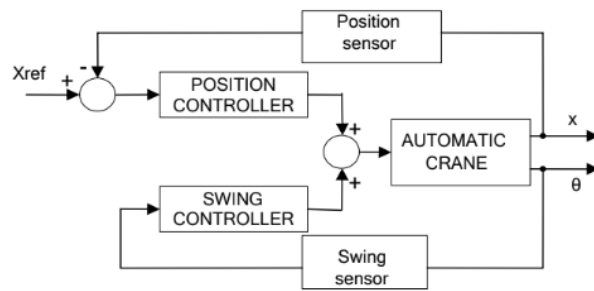 Position
sensor
Xref
+
-
POSITION
CONTROLLER
+
+
AUTOMATIC
CRANE
x
θ
SWING
CONTROLLER
Swing
sensor